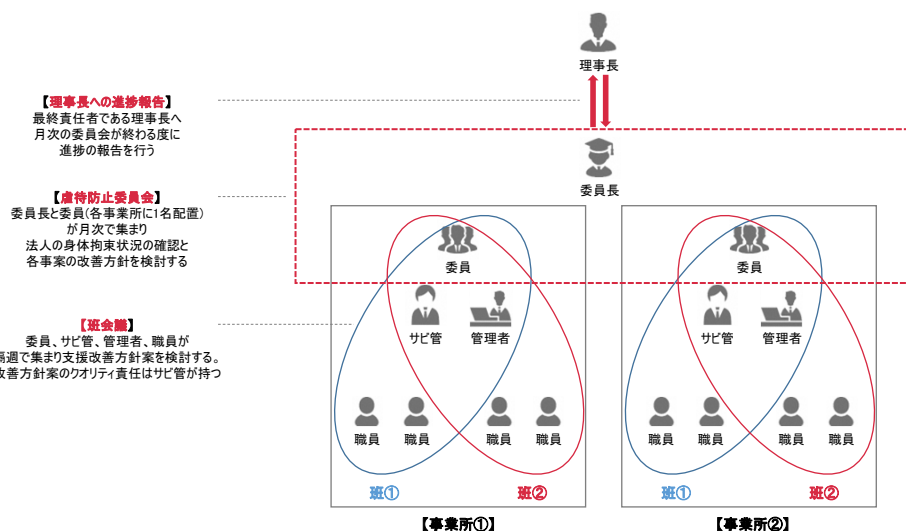 理事長
【理事長への進捗報告】
最終責任者である理事長へ
月次の委員会が終わる度に
進捗の報告を行う
委員長
【虐待防止委員会】
委員長と委員(各事業所に1名配置)
が月次で集まり
法人の身体拘束状況の確認と
各事案の改善方針を検討する
委員
委員
サビ管
管理者
サビ管
管理者
【班会議】
委員、サビ管、管理者、職員が
隔週で集まり支援改善方針案を検討する。
改善方針案のクオリティ責任はサビ管が持つ
職員
職員
職員
職員
職員
職員
職員
職員
班①
班②
班①
班②
【事業所①】
【事業所②】